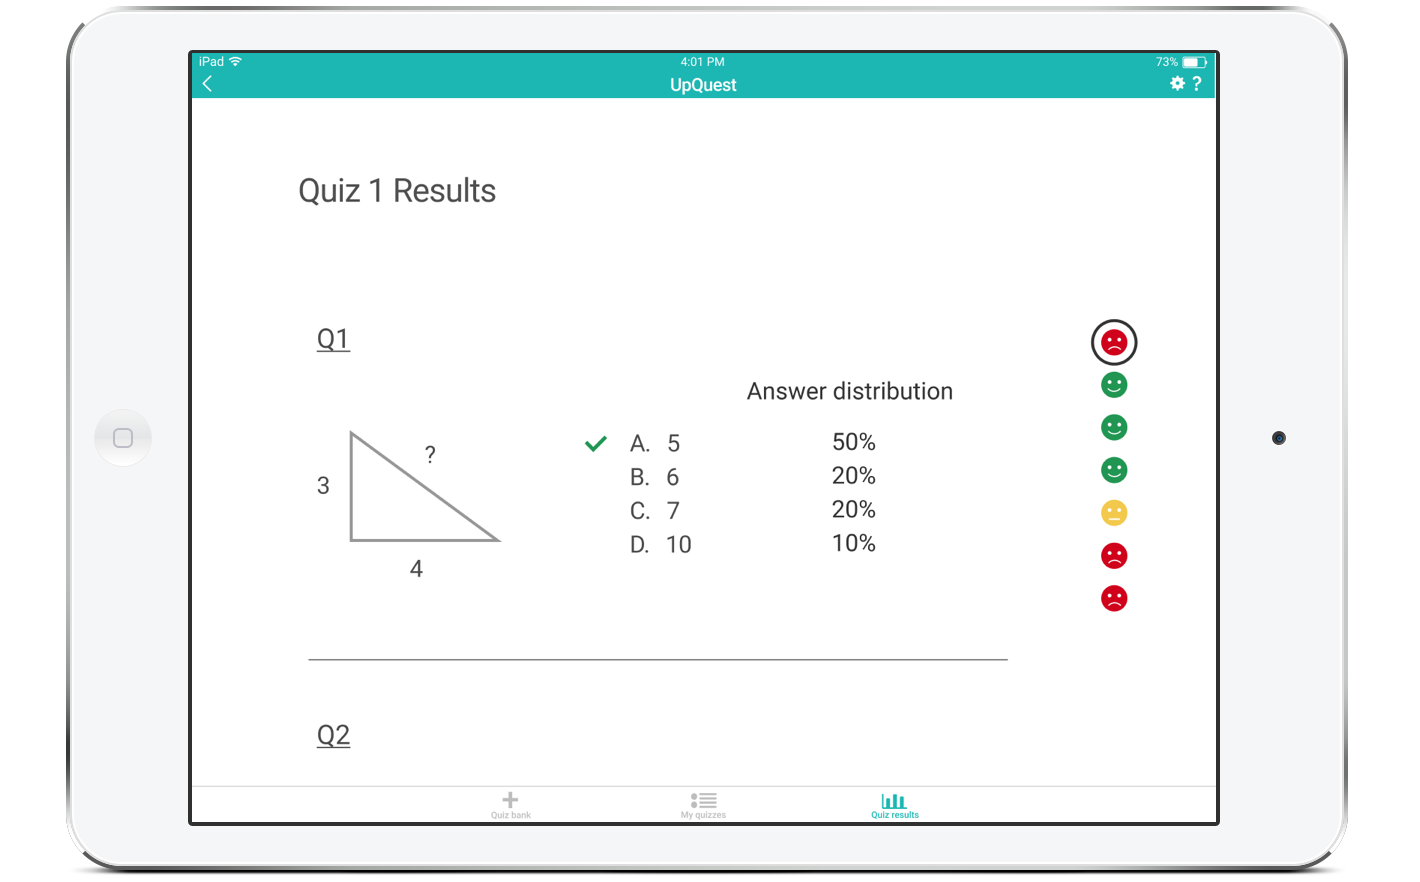 iPad 4:01 PM 73%
UpQuest
?
Quiz 1 Results
Q1
Answer distribution
A. 5 50%
B. 6 20%
C. 7 20%
D. 10 10%
?
3
4
Q2
Quiz bank My quizzes Quiz results